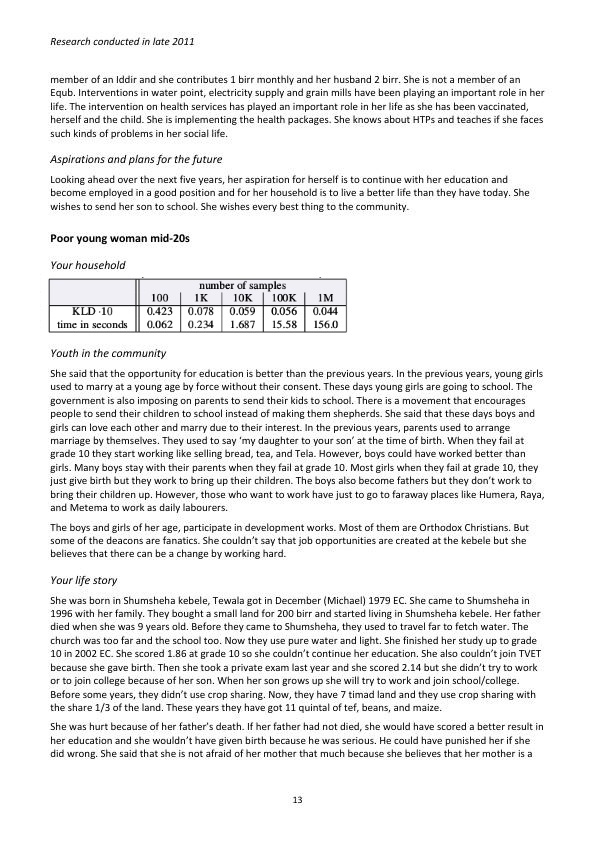 Research conducted in late 2011
member of an Iddir and she contributes 1 birr monthly and her husband 2 birr. She is not a member of an
Equb. Interventions in water point, electricity supply and grain mills have been playing an important role in her
life. The intervention on health services has played an important role in her life as she has been vaccinated,
herself and the child. She is implementing the health packages. She knows about HTPs and teaches if she faces
such kinds of problems in her social life.
Aspirations and plans for the future
Looking ahead over the next five years, her aspiration for herself is to continue with her education and
become employed in a good position and for her household is to live a better life than they have today. She
wishes to send her son to school. She wishes every best thing to the community.
Poor young woman mid-20s
Your household
number of samples
100 1K 10K 100K 1M
KLD ·10 0.423 0.078 0.059 0.056 0.044
time in seconds 0.062 0.234 1.687 15.58 156.0
Youth in the community
She said that the opportunity for education is better than the previous years. In the previous years, young girls
used to marry at a young age by force without their consent. These days young girls are going to school. The
government is also imposing on parents to send their kids to school. There is a movement that encourages
people to send their children to school instead of making them shepherds. She said that these days boys and
girls can love each other and marry due to their interest. In the previous years, parents used to arrange
marriage by themselves. They used to say ‘my daughter to your son’ at the time of birth. When they fail at
grade 10 they start working like selling bread, tea, and Tela. However, boys could have worked better than
girls. Many boys stay with their parents when they fail at grade 10. Most girls when they fail at grade 10, they
just give birth but they work to bring up their children. The boys also become fathers but they don’t work to
bring their children up. However, those who want to work have just to go to faraway places like Humera, Raya,
and Metema to work as daily labourers.
The boys and girls of her age, participate in development works. Most of them are Orthodox Christians. But
some of the deacons are fanatics. She couldn’t say that job opportunities are created at the kebele but she
believes that there can be a change by working hard.
Your life story
She was born in Shumsheha kebele, Tewala got in December (Michael) 1979 EC. She came to Shumsheha in
1996 with her family. They bought a small land for 200 birr and started living in Shumsheha kebele. Her father
died when she was 9 years old. Before they came to Shumsheha, they used to travel far to fetch water. The
church was too far and the school too. Now they use pure water and light. She finished her study up to grade
10 in 2002 EC. She scored 1.86 at grade 10 so she couldn’t continue her education. She also couldn’t join TVET
because she gave birth. Then she took a private exam last year and she scored 2.14 but she didn’t try to work
or to join college because of her son. When her son grows up she will try to work and join school/college.
Before some years, they didn’t use crop sharing. Now, they have 7 timad land and they use crop sharing with
the share 1/3 of the land. These years they have got 11 quintal of tef, beans, and maize.
She was hurt because of her father’s death. If her father had not died, she would have scored a better result in
her education and she wouldn’t have given birth because he was serious. He could have punished her if she
did wrong. She said that she is not afraid of her mother that much because she believes that her mother is a
13